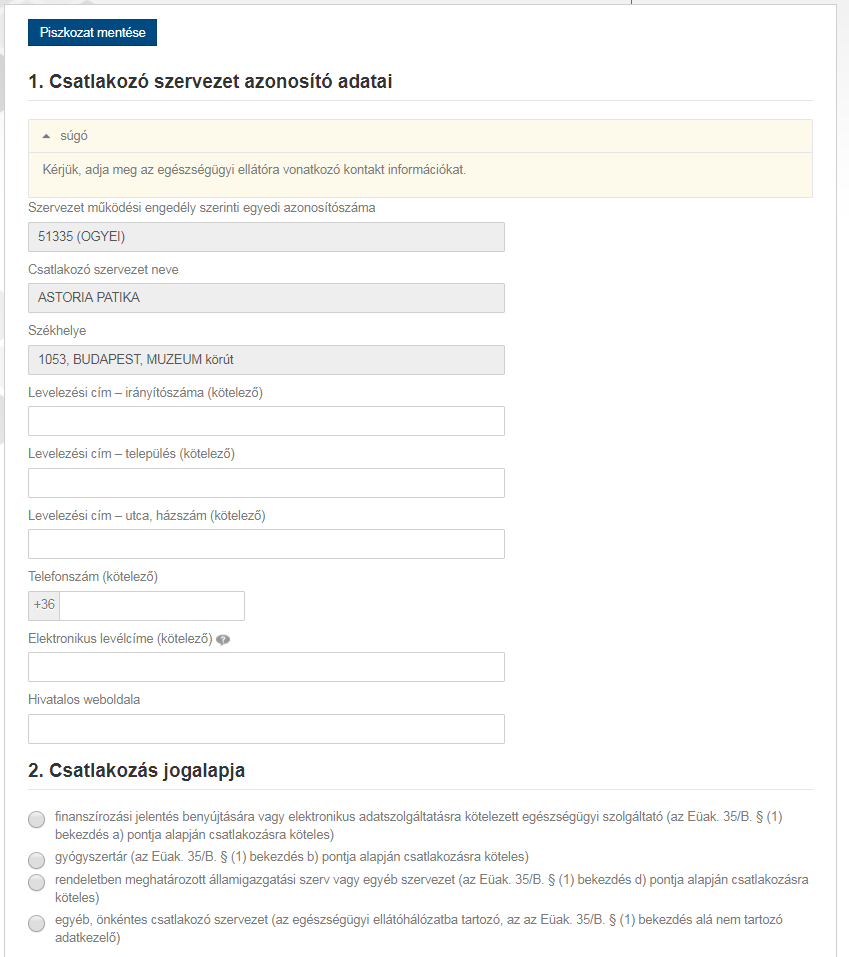 Piszkozat mentése
1. Csatlakozó szervezet azonosító adatai
súgó
Kérjük, adja meg az egészségügyi ellátóra vonatkozó kontakt információkat.
Szervezet működési engedély szerinti egyedi azonosítószáma
51335 (OGYEI)
Csatlakozó szervezet neve
ASTORIA PATIKA
Székhelye
1053, BUDAPEST, MUZEUM körút
Levelezési cím – irányítószáma (kötelező)
Levelezési cím – település (kötelező)
Levelezési cím – utca, házszám (kötelező)
Telefonszám (kötelező)
+36
Elektronikus levélcíme (kötelező) ?
Hivatalos weboldala
2. Csatlakozás jogalapja
finanszírozási jelentés benyújtására vagy elektronikus adatszolgáltatásra kötelezett egészségügyi szolgáltató (az Eüak. 35/B. § (1)
bekezdés a) pontja alapján csatlakozásra köteles)
gyógyszertár (az Eüak. 35/B. § (1) bekezdés b) pontja alapján csatlakozásra köteles)
rendeletben meghatározott államigazgatási szerv vagy egyéb szervezet (az Eüak. 35/B. § (1) bekezdés d) pontja alapján csatlakozásra
köteles)
egyéb, önkéntes csatlakozó szervezet (az egészségügyi ellátóhálózatba tartozó, az az Eüak. 35/B. § (1) bekezdés alá nem tartozó
adatkezelő)